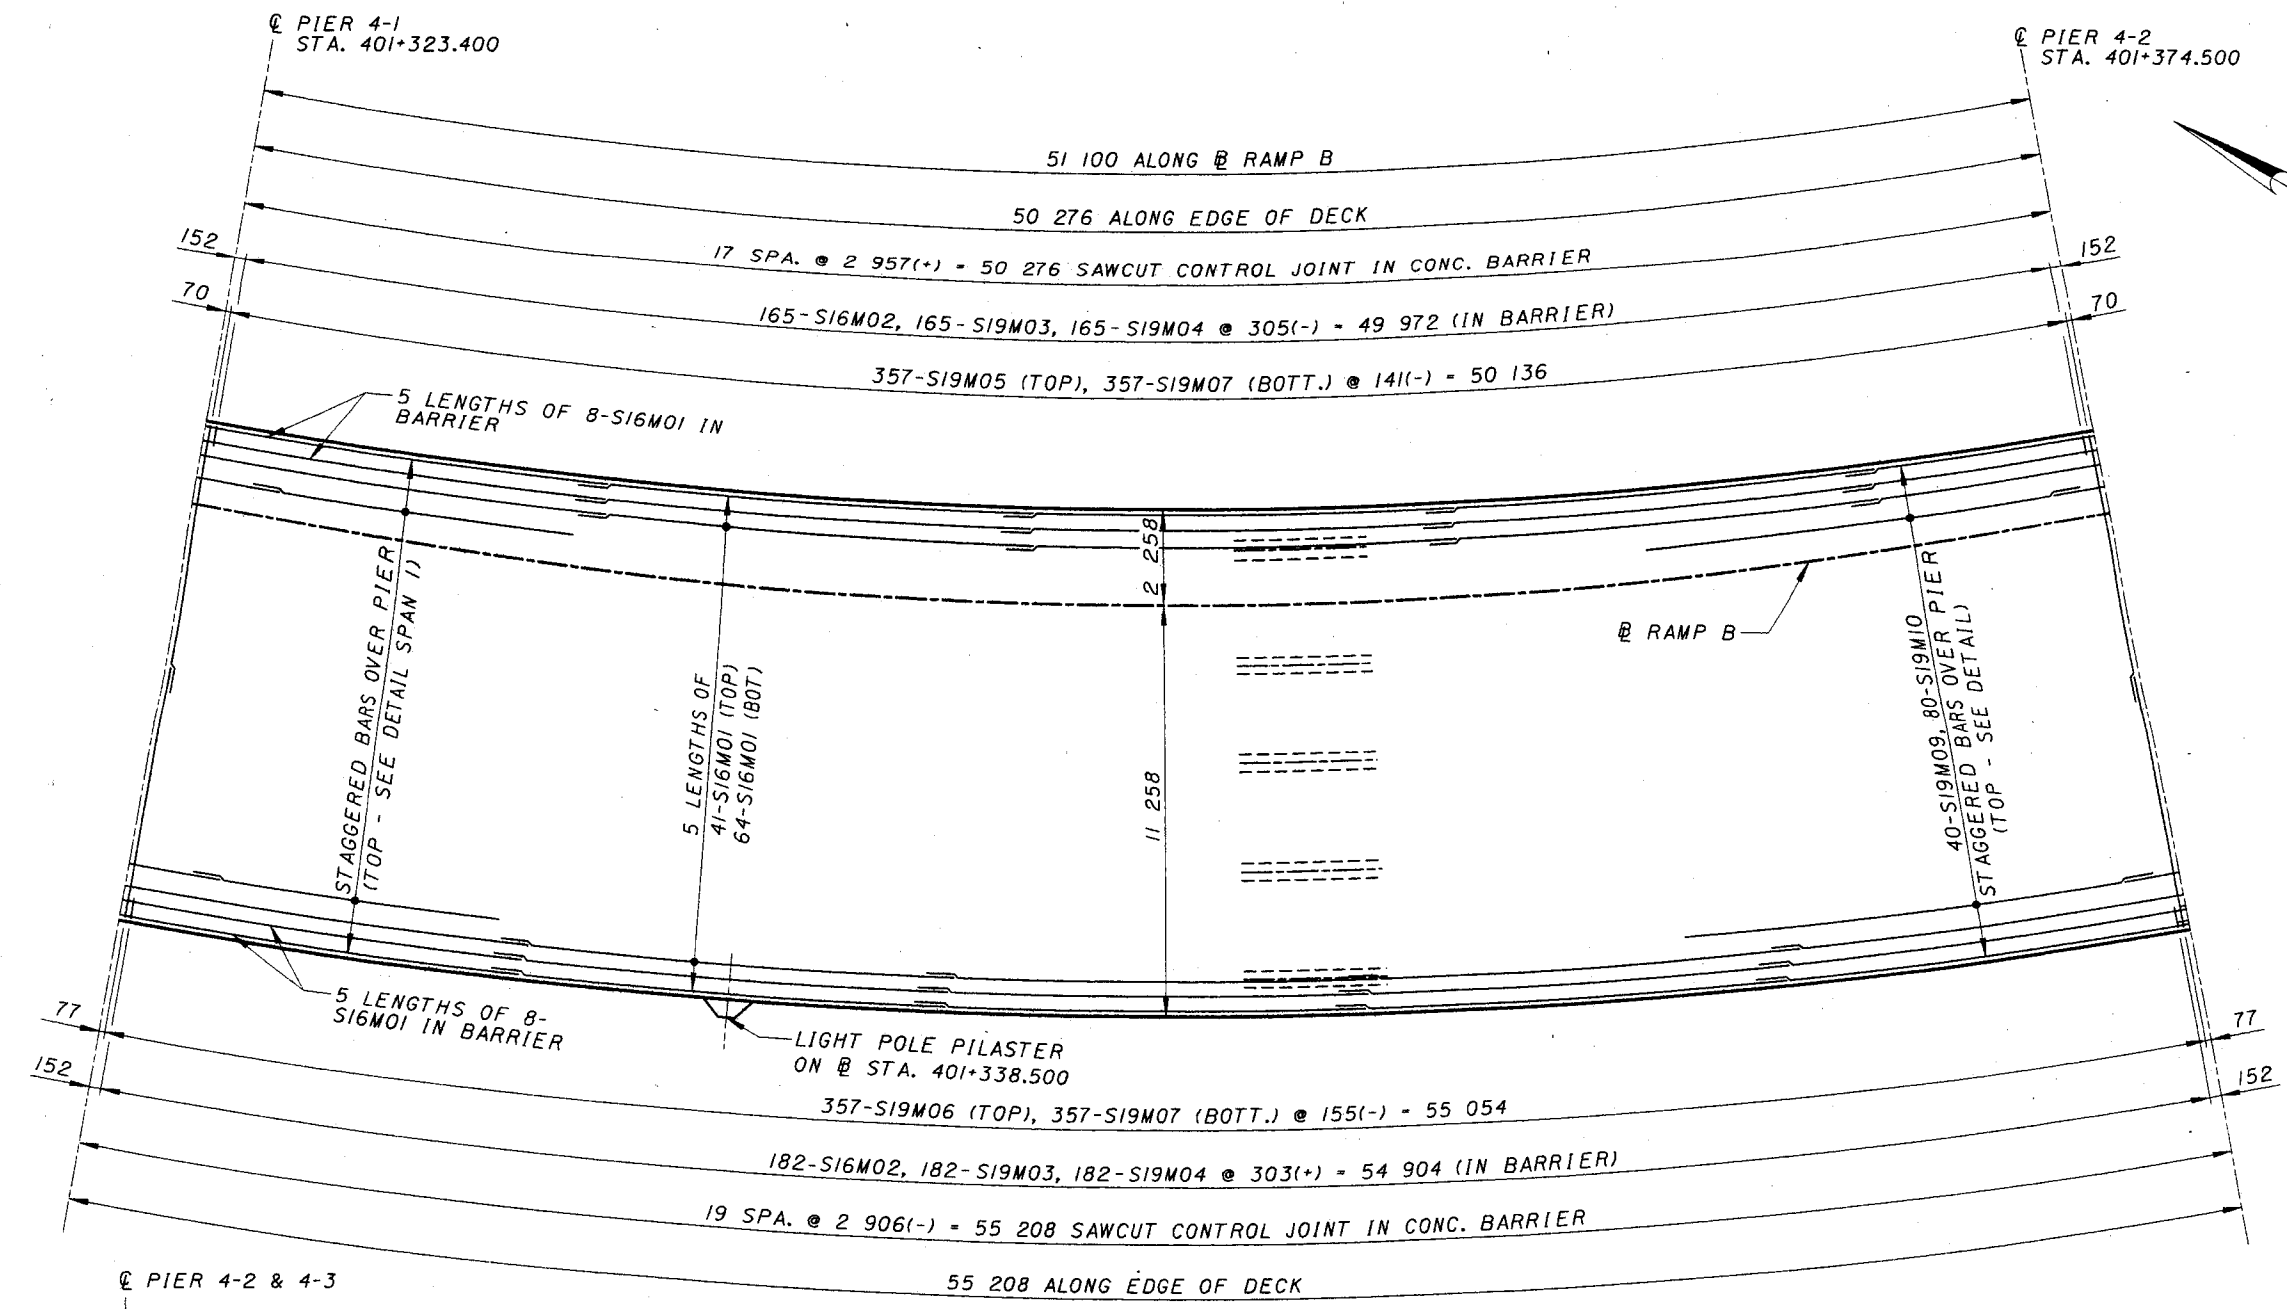 ℄ PIER 4-1
STA. 401+323.400
℄ PIER 4-2
STA. 401+374.500
51 100 ALONG ⅊ RAMP B
50 276 ALONG EDGE OF DECK
17 SPA. @ 2 957(+) = 50 276 SAWCUT CONTROL JOINT IN CONC. BARRIER
152
152
165-S16M02, 165-S19M03, 165-S19M04 @ 305(-) = 49 972 (IN BARRIER)
70
70
357-S19M05 (TOP), 357-S19M07 (BOTT.) @ 141(-) = 50 136
5 LENGTHS OF 8-S16M01 IN
BARRIER
STAGGERED BARS OVER PIER
(TOP - SEE DETAIL SPAN 1)
5 LENGTHS OF
41-S16M01 (TOP)
64-S16M01 (BOT)
2 258
11 258
⅊ RAMP B
40-S19M09, 80-S19M10
STAGGERED BARS OVER PIER
(TOP - SEE DETAIL)
5 LENGTHS OF 8-
S16M01 IN BARRIER
LIGHT POLE PILASTER
ON ⅊ STA. 401+338.500
77
77
357-S19M06 (TOP), 357-S19M07 (BOTT.) @ 155(-) = 55 054
152
152
182-S16M02, 182-S19M03, 182-S19M04 @ 303(+) = 54 904 (IN BARRIER)
19 SPA. @ 2 906(-) = 55 208 SAWCUT CONTROL JOINT IN CONC. BARRIER
55 208 ALONG EDGE OF DECK
℄ PIER 4-2 & 4-3